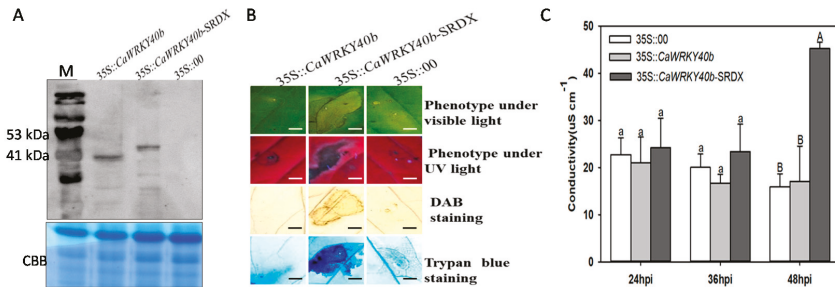 A
M
35S::CaWRKY40b
35S::CaWRKY40b-SRDX
35S::00
53 kDa
41 kDa
CBB
B
35S::CaWRKY40b
35S::CaWRKY40b-SRDX
35S::00
Phenotype under
visible light
Phenotype under
UV light
DAB
staining
Trypan blue
staining
C
35S::00
35S::CaWRKY40b
35S::CaWRKY40b-SRDX
Conductivity(uS cm⁻¹)
50
40
30
20
10
0
a
a
a
a
a
a
B
B
A
24hpi
36hpi
48hpi